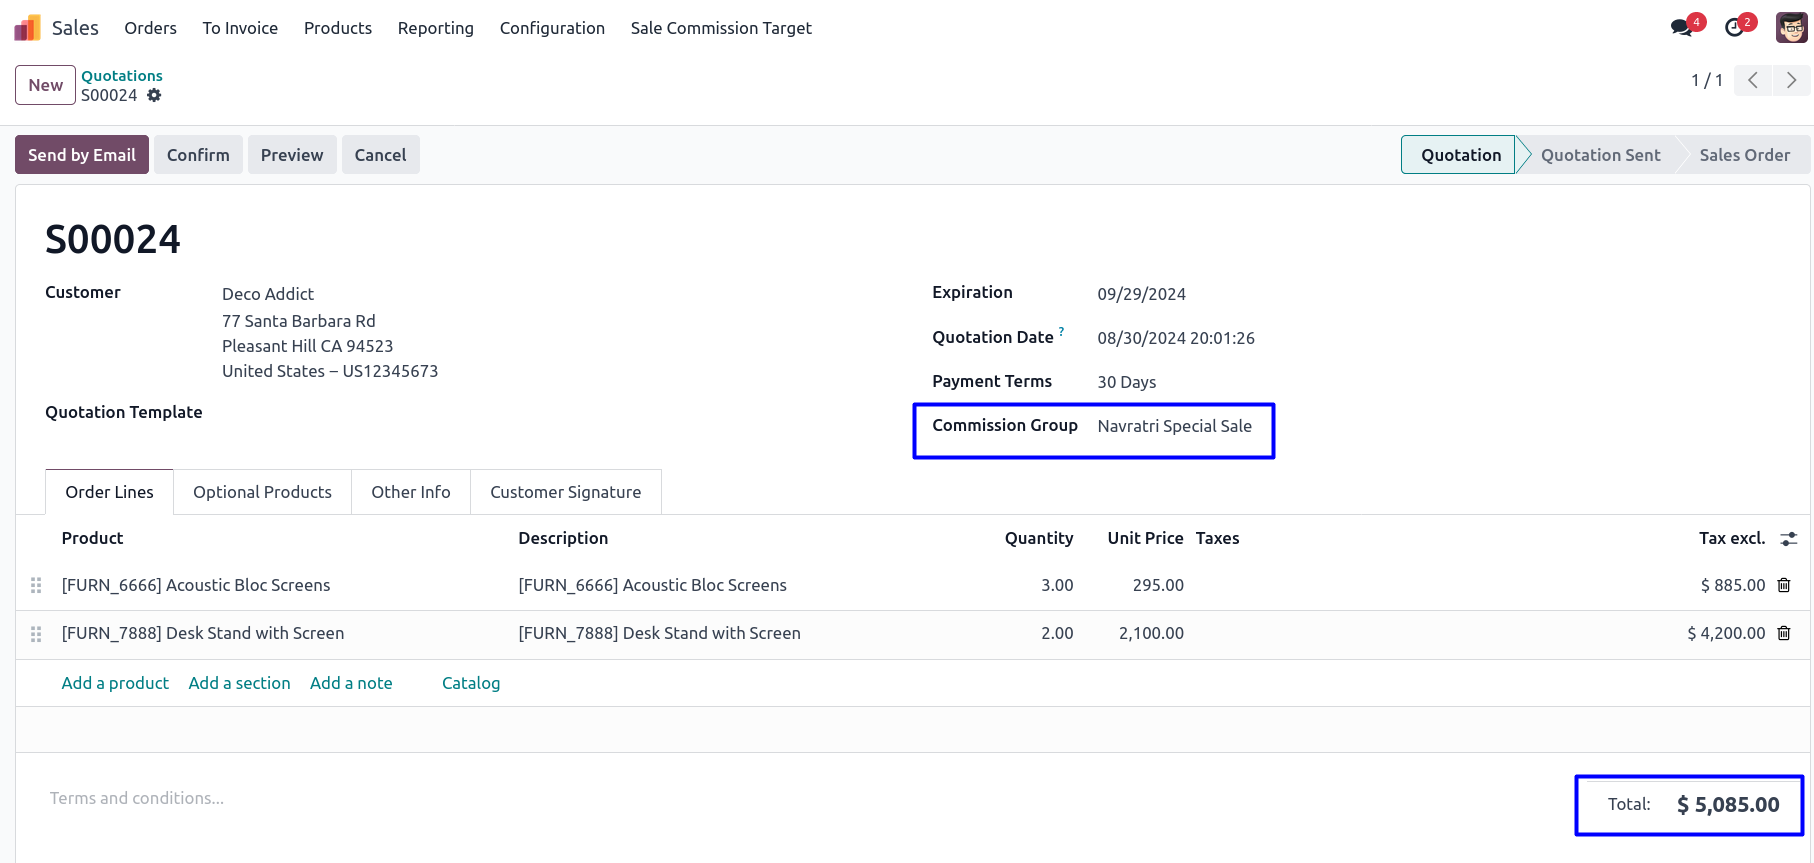 Sales Orders To Invoice Products Reporting Configuration Sale Commission Target 4 2
New Quotations 1 / 1
S00024
Send by Email Confirm Preview Cancel Quotation Quotation Sent Sales Order
S00024
Customer Deco Addict
77 Santa Barbara Rd
Pleasant Hill CA 94523
United States – US12345673
Quotation Template
Expiration 09/29/2024
Quotation Date ? 08/30/2024 20:01:26
Payment Terms 30 Days
Commission Group Navratri Special Sale
Order Lines Optional Products Other Info Customer Signature
Product Description Quantity Unit Price Taxes Tax excl.
[FURN_6666] Acoustic Bloc Screens [FURN_6666] Acoustic Bloc Screens 3.00 295.00 $ 885.00
[FURN_7888] Desk Stand with Screen [FURN_7888] Desk Stand with Screen 2.00 2,100.00 $ 4,200.00
Add a product Add a section Add a note Catalog
Terms and conditions...
Total: $ 5,085.00